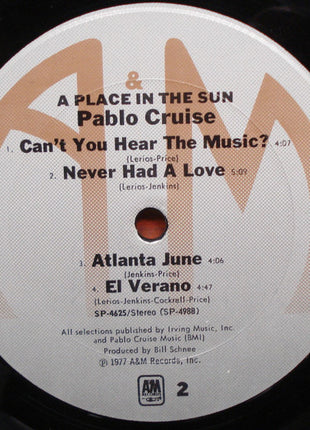 &
A PLACE IN THE SUN
Pablo Cruise
1. Can't You Hear The Music? 4:07
(Lerios-Price)
2. Never Had A Love 5:09
(Lerios-Jenkins)
3. Atlanta June 4:06
(Jenkins-Price)
4. El Verano 4:47
(Lerios-Jenkins-Cockrell-Price)
SP-4625/Stereo (SP-4988)
All selections published by Irving Music, Inc.
and Pablo Cruise Music (BMI)
Produced by Bill Schnee
℗ 1977 A&M Records, Inc.
A&M
RECORDS
2